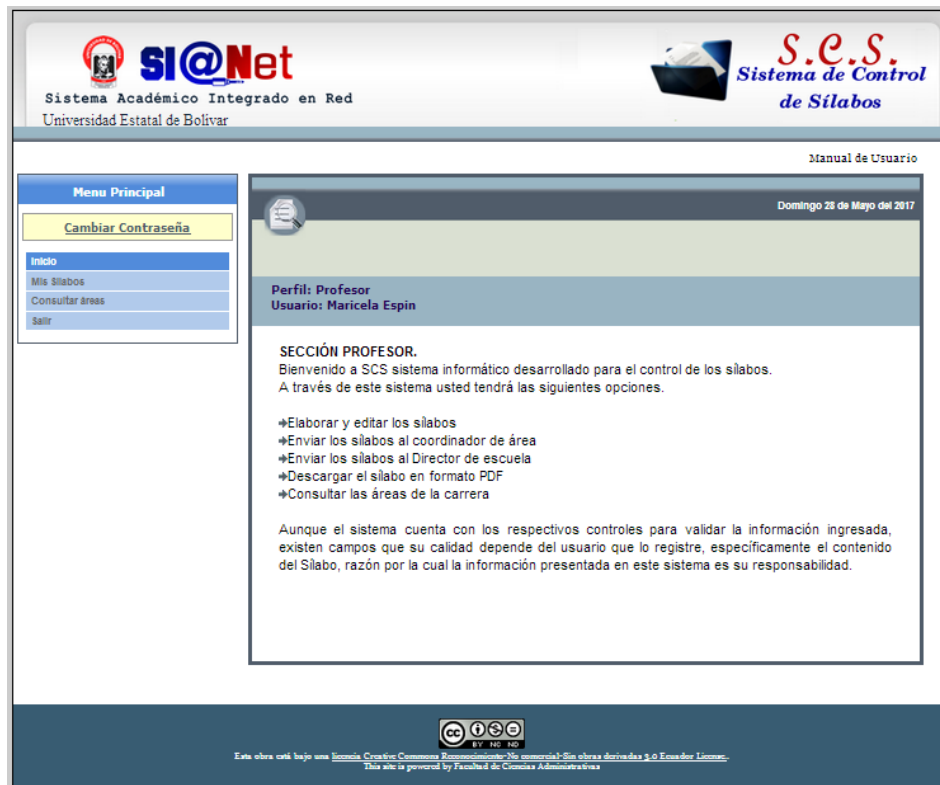 SI@Net
Sistema Académico Integrado en Red
Universidad Estatal de Bolivar
S.C.S.
Sistema de Control
de Sílabos
Manual de Usuario
Menu Principal
Cambiar Contraseña
Inicio
Mis Sílabos
Consultar áreas
Salir
Domingo 28 de Mayo del 2017
Perfil: Profesor
Usuario: Maricela Espin
SECCIÓN PROFESOR.
Bienvenido a SCS sistema informático desarrollado para el control de los sílabos.
A través de este sistema usted tendrá las siguientes opciones.
Elaborar y editar los sílabos
Enviar los sílabos al coordinador de área
Enviar los sílabos al Director de escuela
Descargar el sílabo en formato PDF
Consultar las áreas de la carrera
Aunque el sistema cuenta con los respectivos controles para validar la información ingresada,
existen campos que su calidad depende del usuario que lo registre, específicamente el contenido
del Sílabo, razón por la cual la información presentada en este sistema es su responsabilidad.
cc
BY NC ND
Esta obra está bajo una licencia Creative Commons Reconocimiento-No comercial-Sin obras derivadas 3.0 Ecuador License..
This site is powered by Facultad de Ciencias Administrativas